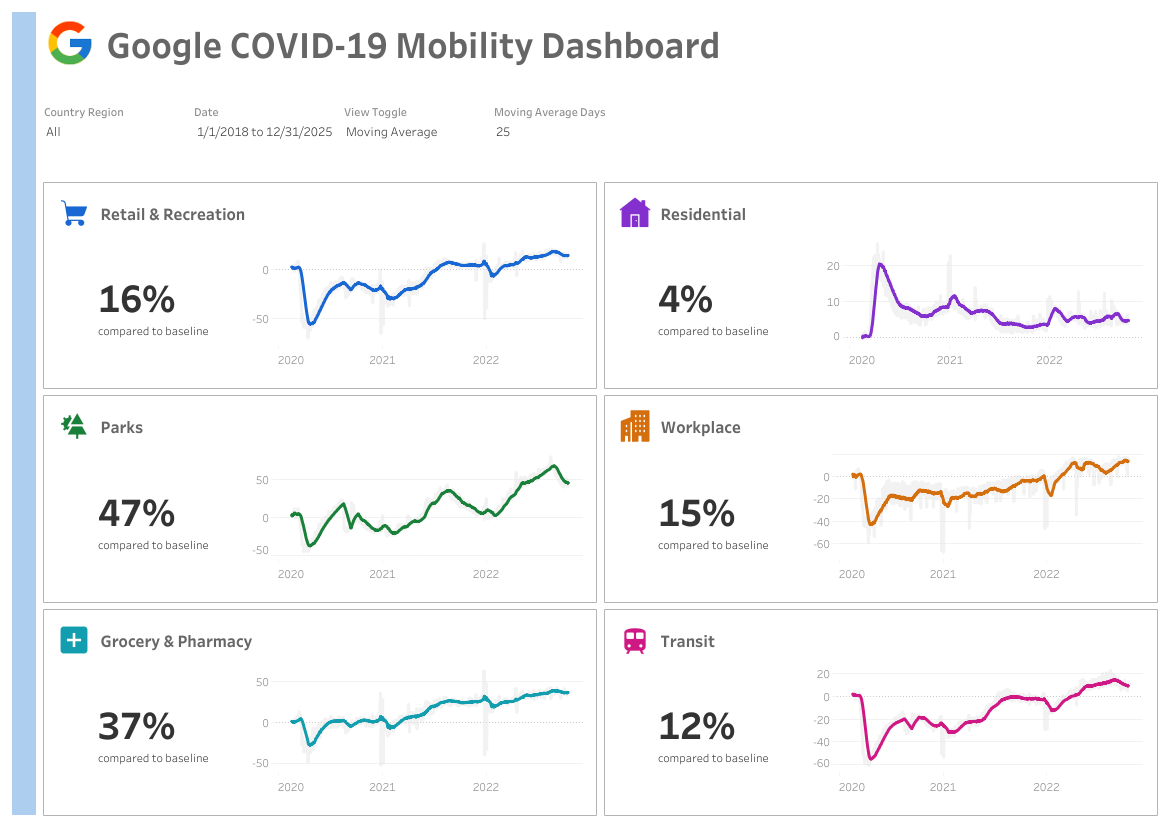 Google COVID-19 Mobility Dashboard
Country Region Date View Toggle Moving Average Days
All 1/1/2018 to 12/31/2025 Moving Average 25
Retail & Recreation
16%
compared to baseline
0
-50
2020 2021 2022
Residential
4%
compared to baseline
20
10
0
2020 2021 2022
Parks
47%
compared to baseline
50
0
-50
2020 2021 2022
Workplace
15%
compared to baseline
0
-20
-40
-60
2020 2021 2022
Grocery & Pharmacy
37%
compared to baseline
50
0
-50
2020 2021 2022
Transit
12%
compared to baseline
20
0
-20
-40
-60
2020 2021 2022